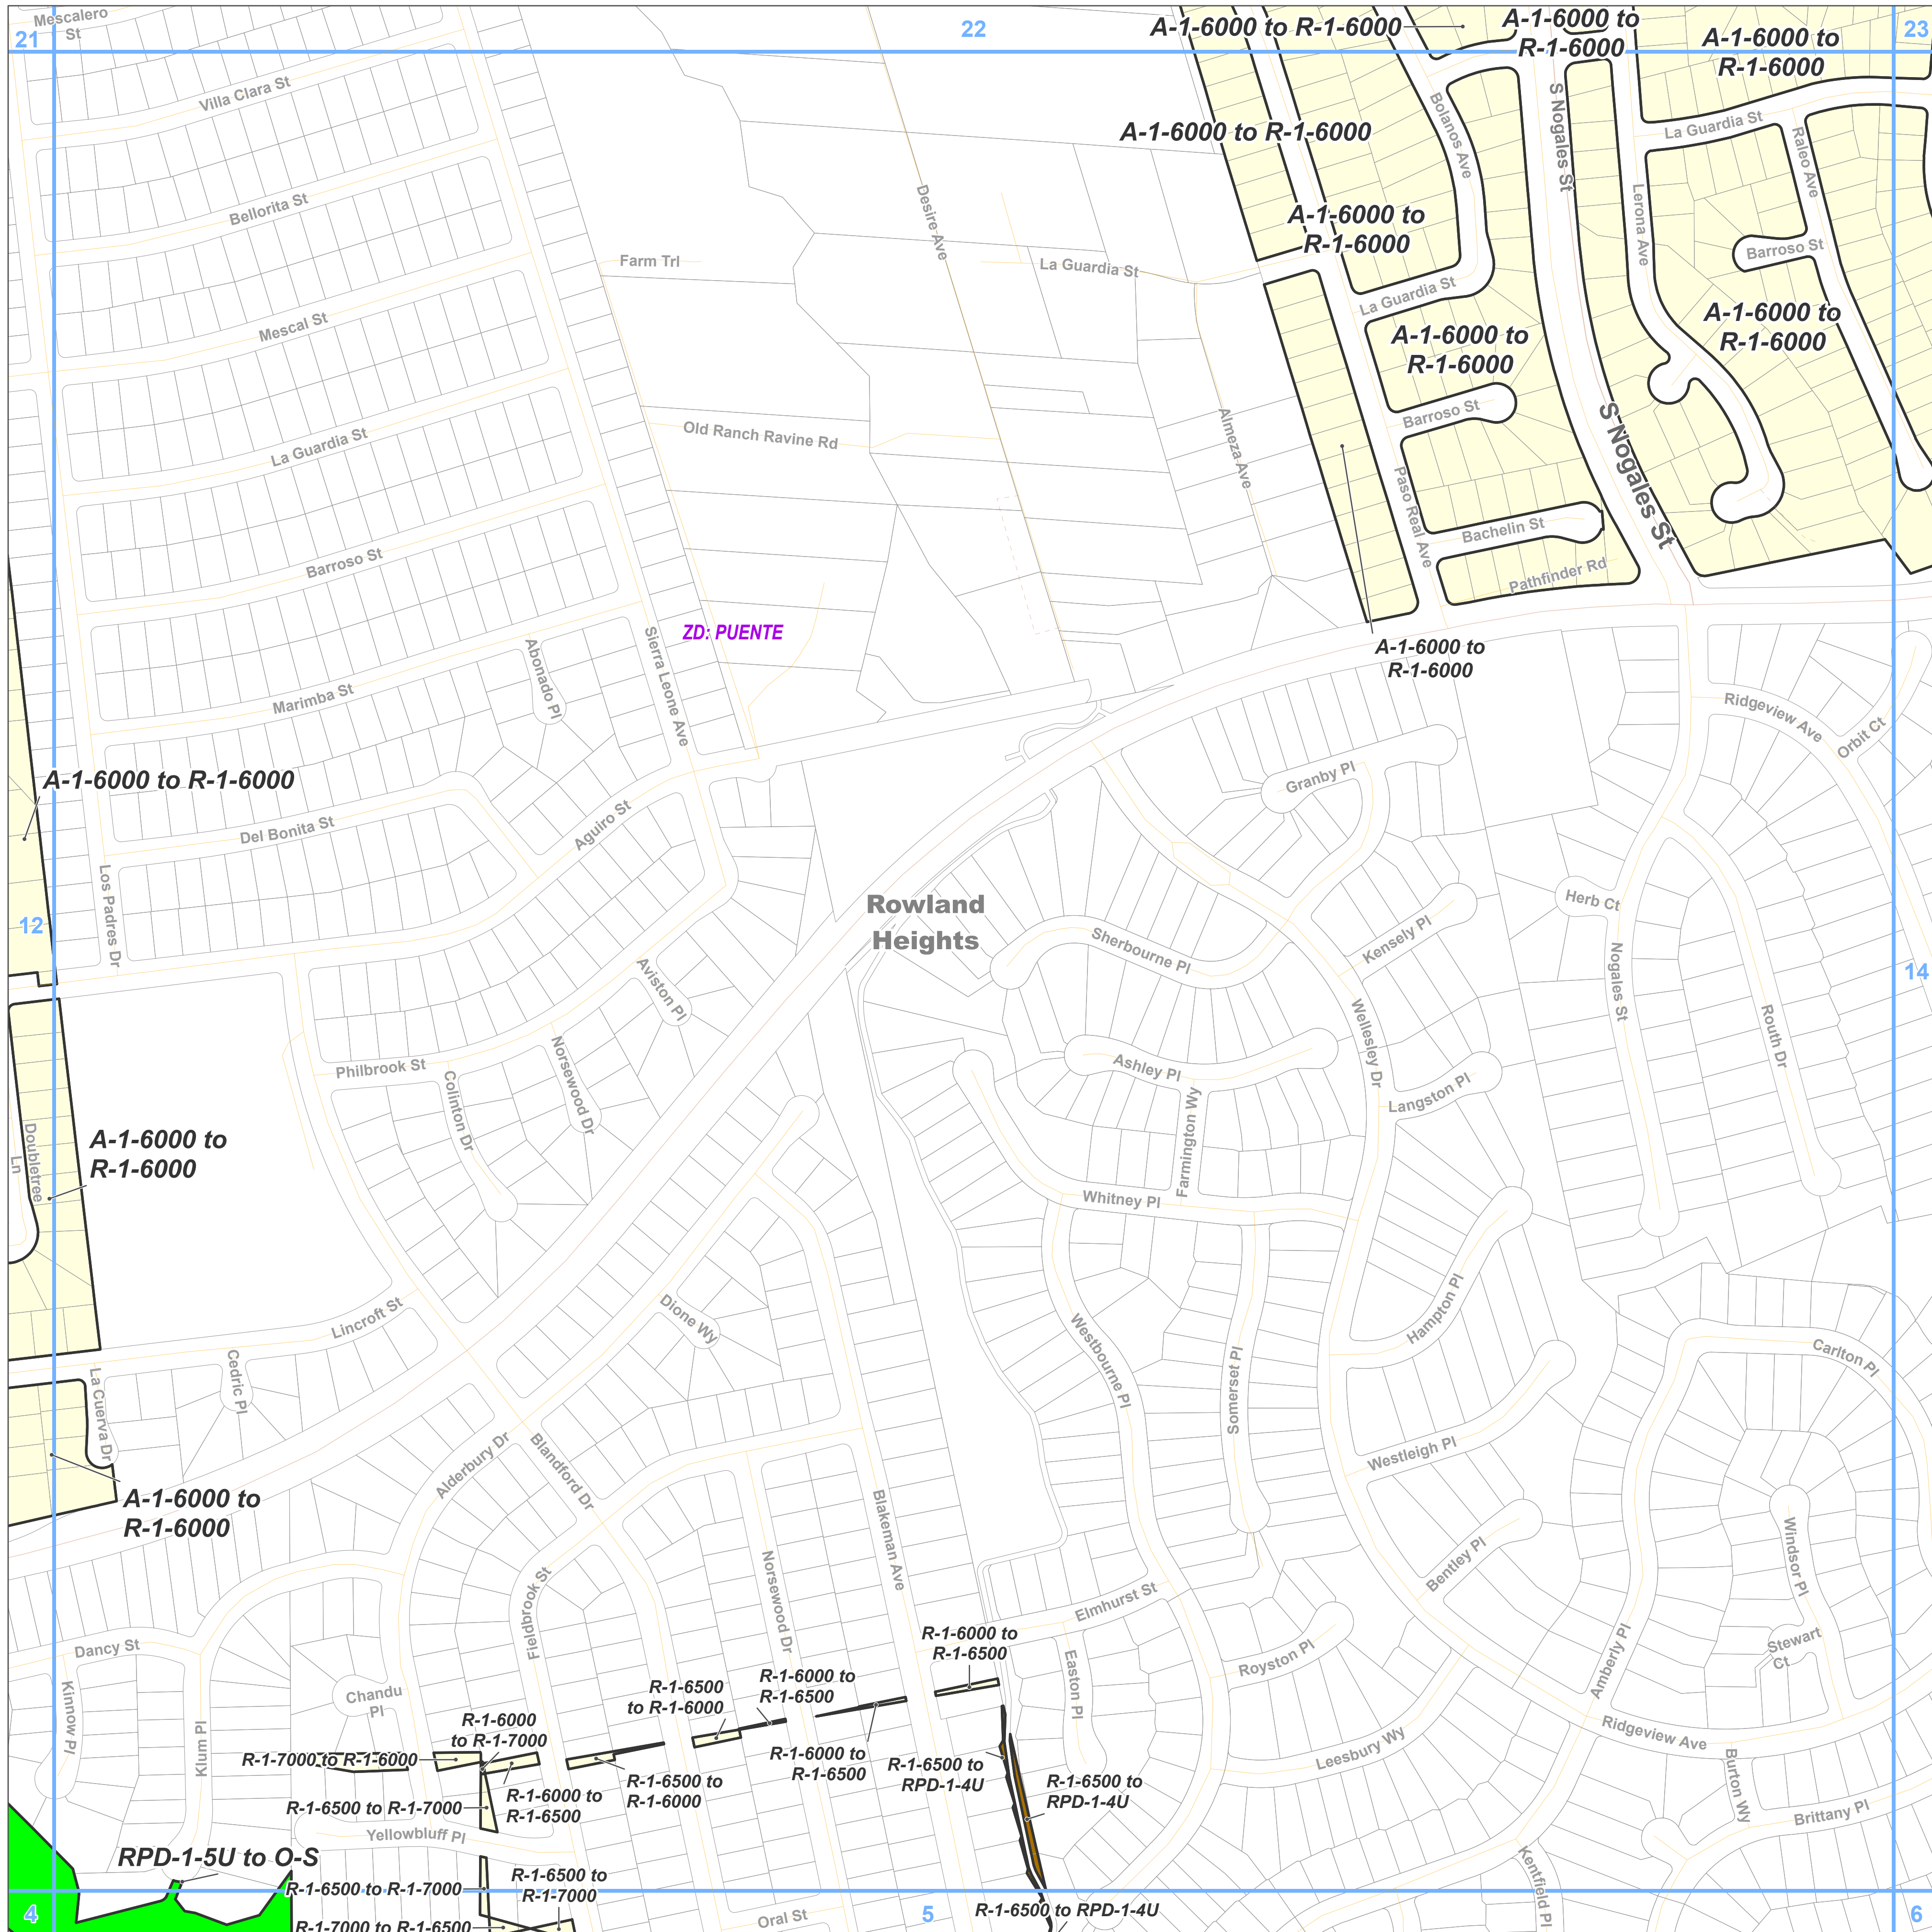 Mescalero
St
21
22
23
A-1-6000 to R-1-6000
A-1-6000 to
R-1-6000
A-1-6000 to
R-1-6000
Villa Clara St
Bolanos Ave
S Nogales St
La Guardia St
Raleo Ave
A-1-6000 to R-1-6000
Bellorita St
Desire Ave
Lerona Ave
A-1-6000 to
R-1-6000
Barroso St
Farm Trl
La Guardia St
La Guardia St
Mescal St
A-1-6000 to
R-1-6000
A-1-6000 to
R-1-6000
La Guardia St
Old Ranch Ravine Rd
Almeza Ave
Barroso St
S Nogales St
Paso Real Ave
Bachelin St
Barroso St
Pathfinder Rd
ZD: PUENTE
Sierra Leone Ave
Abonado Pl
A-1-6000 to
R-1-6000
Marimba St
Ridgeview Ave
Orbit Ct
A-1-6000 to R-1-6000
Granby Pl
Del Bonita St
Aguiro St
Los Padres Dr
12
Rowland
Heights
Herb Ct
Sherbourne Pl
Kensely Pl
14
Aviston Pl
Nogales St
Wellesley Dr
Routh Dr
Philbrook St
Norsewood Dr
Colinton Dr
Ashley Pl
Langston Pl
Farmington Wy
Doubletree
Ln
A-1-6000 to
R-1-6000
Whitney Pl
Hampton Pl
Lincroft St
Dione Wy
Westbourne Pl
Somerset Pl
Carlton Pl
Cedric Pl
La Cuerva Dr
Westleigh Pl
Alderbury Dr
Blandford Dr
A-1-6000 to
R-1-6000
Blakeman Ave
Windsor Pl
Bentley Pl
Norsewood Dr
Fieldbrook St
Elmhurst St
Dancy St
Amberly Pl
Stewart
Ct
Royston Pl
Easton Pl
R-1-6000 to
R-1-6500
R-1-6500
to R-1-6000
R-1-6000 to
R-1-6500
Kinnow Pl
Chandu
Pl
Klum Pl
R-1-6000
to R-1-7000
R-1-7000 to R-1-6000
R-1-6000 to
R-1-6500
R-1-6500 to
RPD-1-4U
R-1-6500 to
RPD-1-4U
Leesbury Wy
Ridgeview Ave
Burton Wy
R-1-6500 to
R-1-6000
R-1-6500 to R-1-7000
R-1-6000 to
R-1-6500
Brittany Pl
Yellowbluff Pl
RPD-1-5U to O-S
R-1-6500 to R-1-7000
R-1-6500 to
R-1-7000
Kentfield Pl
4
R-1-7000 to R-1-6500
Oral St
5
R-1-6500 to RPD-1-4U
6